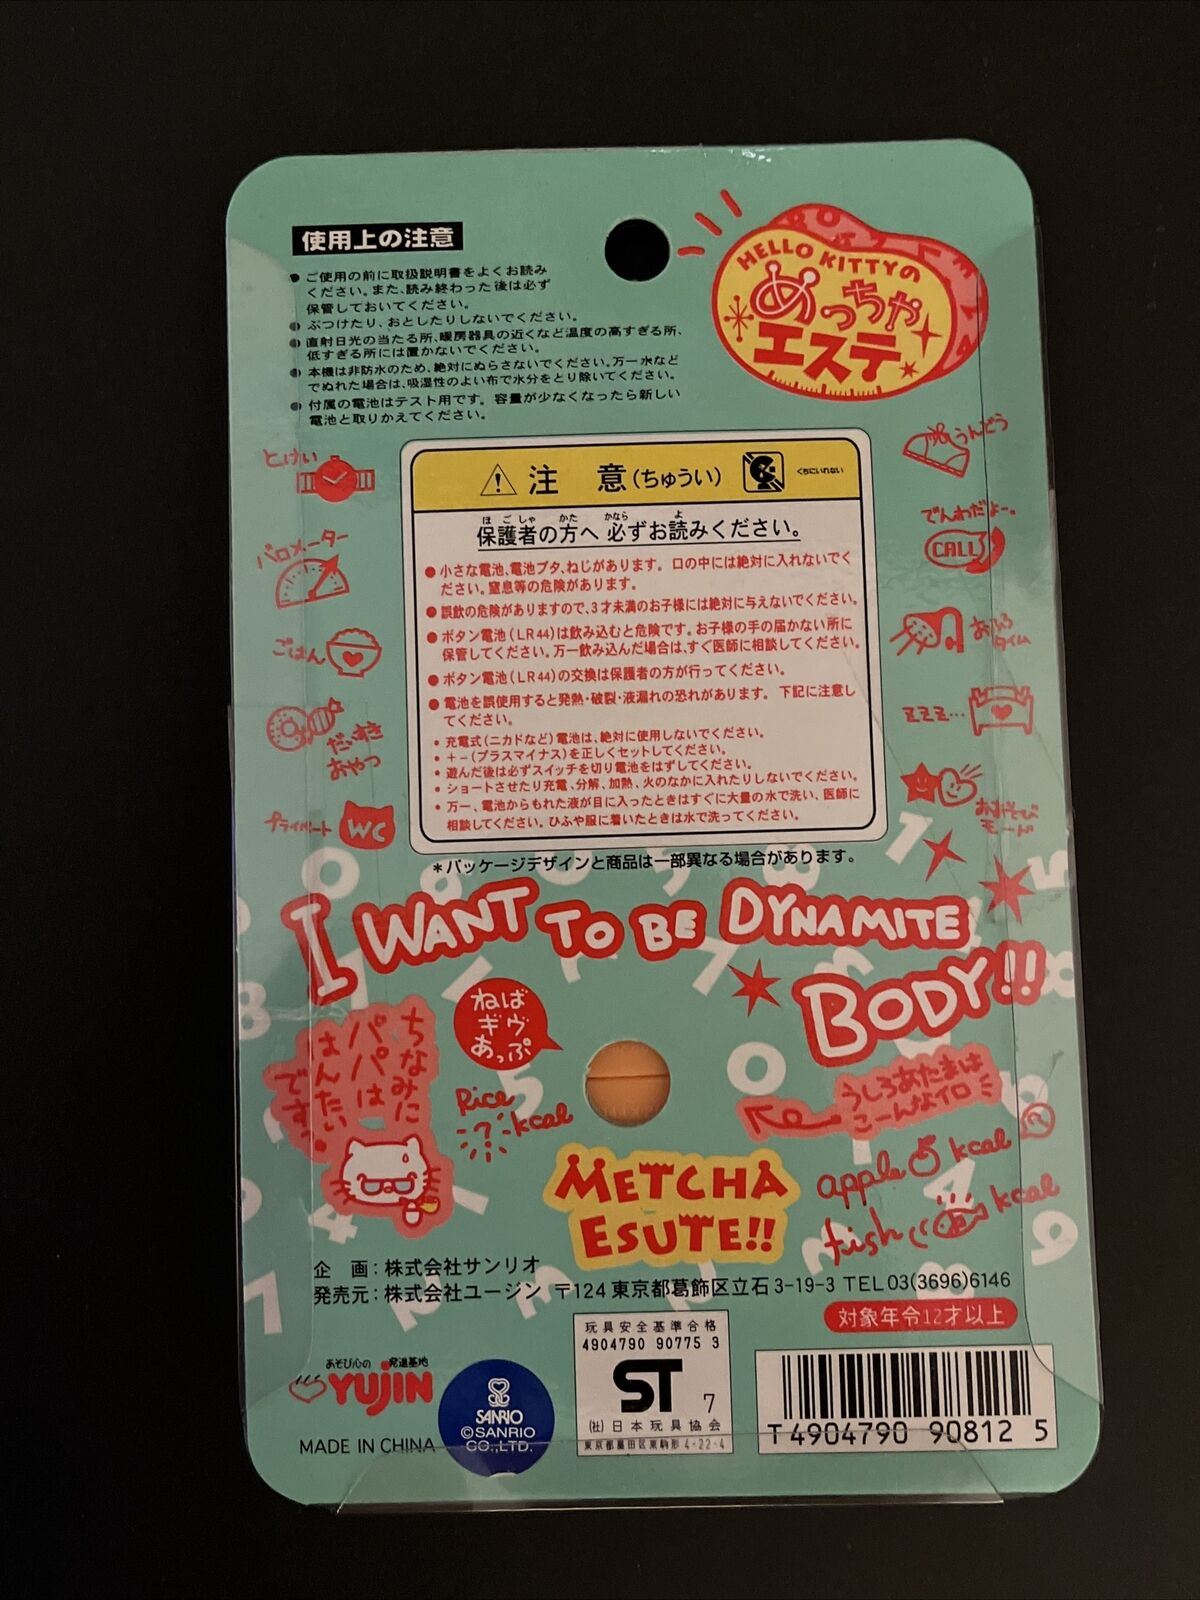 使用上の注意
●ご使用の前に取扱説明書をよくお読み
ください。また、読み終わった後は必ず
保管しておいてください。
●ぶつけたり、おとしたりしないでください。
●直射日光の当たる所、暖房器具の近くなど温度の高すぎる所、
低すぎる所には置かないでください。
●本機は非防水のため、絶対にぬらさないでください。万一水など
でぬれた場合は、吸湿性のよい布で水分をとり除いてください。
●付属の電池はテスト用です。容量が少なくなったら新しい
電池と取りかえてください。
HELLO KITTYの
めっちゃ
エステ
とけい
バロメーター
ごはん
だい好き
おやつ
プライベート
WC
うんどう
でんわだよー。
CALL
おふろ
タイム
ZZZ…
おあそび
モード
注 意(ちゅうい)
くちにいれない
ほごしゃ かた かなら よ
保護者の方へ 必ずお読みください。
●小さな電池、電池ブタ、ねじがあります。口の中には絶対に入れないでく
ださい。窒息等の危険があります。
●誤飲の危険がありますので、3才未満のお子様には絶対に与えないでください。
●ボタン電池(LR44)は飲み込むと危険です。お子様の手の届かない所に
保管してください。万一飲み込んだ場合は、すぐ医師に相談してください。
●ボタン電池(LR44)の交換は保護者の方が行ってください。
●電池を誤使用すると発熱・破裂・液漏れの恐れがあります。下記に注意し
てください。
・充電式(ニカドなど)電池は、絶対に使用しないでください。
・+−(プラスマイナス)を正しくセットしてください。
・遊んだ後は必ずスイッチを切り電池をはずしてください。
・ショートさせたり充電、分解、加熱、火のなかに入れたりしないでください。
・万一、電池からもれた液が目に入ったときはすぐに大量の水で洗い、医師に
相談してください。ひふや服に着いたときは水で洗ってください。
*パッケージデザインと商品は一部異なる場合があります。
I WANT TO BE DYNAMITE
BODY!!
ねば
ギヴ
あっぷ
ちなみに
パパは
はんたい
です。
Rice
? kcal
うしろあたまは
こーんなイロ
METCHA
ESUTE!!
apple kcal
fish kcal
?
企 画:株式会社サンリオ
発売元:株式会社ユージン 〒124 東京都葛飾区立石3-19-3 TEL 03(3696)6146
対象年令12才以上
あそび心の 発進基地
YUJIN
MADE IN CHINA
SANRIO
©SANRIO
CO.,LTD.
玩具安全基準合格
4904790 90775 3
ST 7
(社)日本玩具協会
東京都墨田区東駒形 4-22-4
T4904790 90812 5